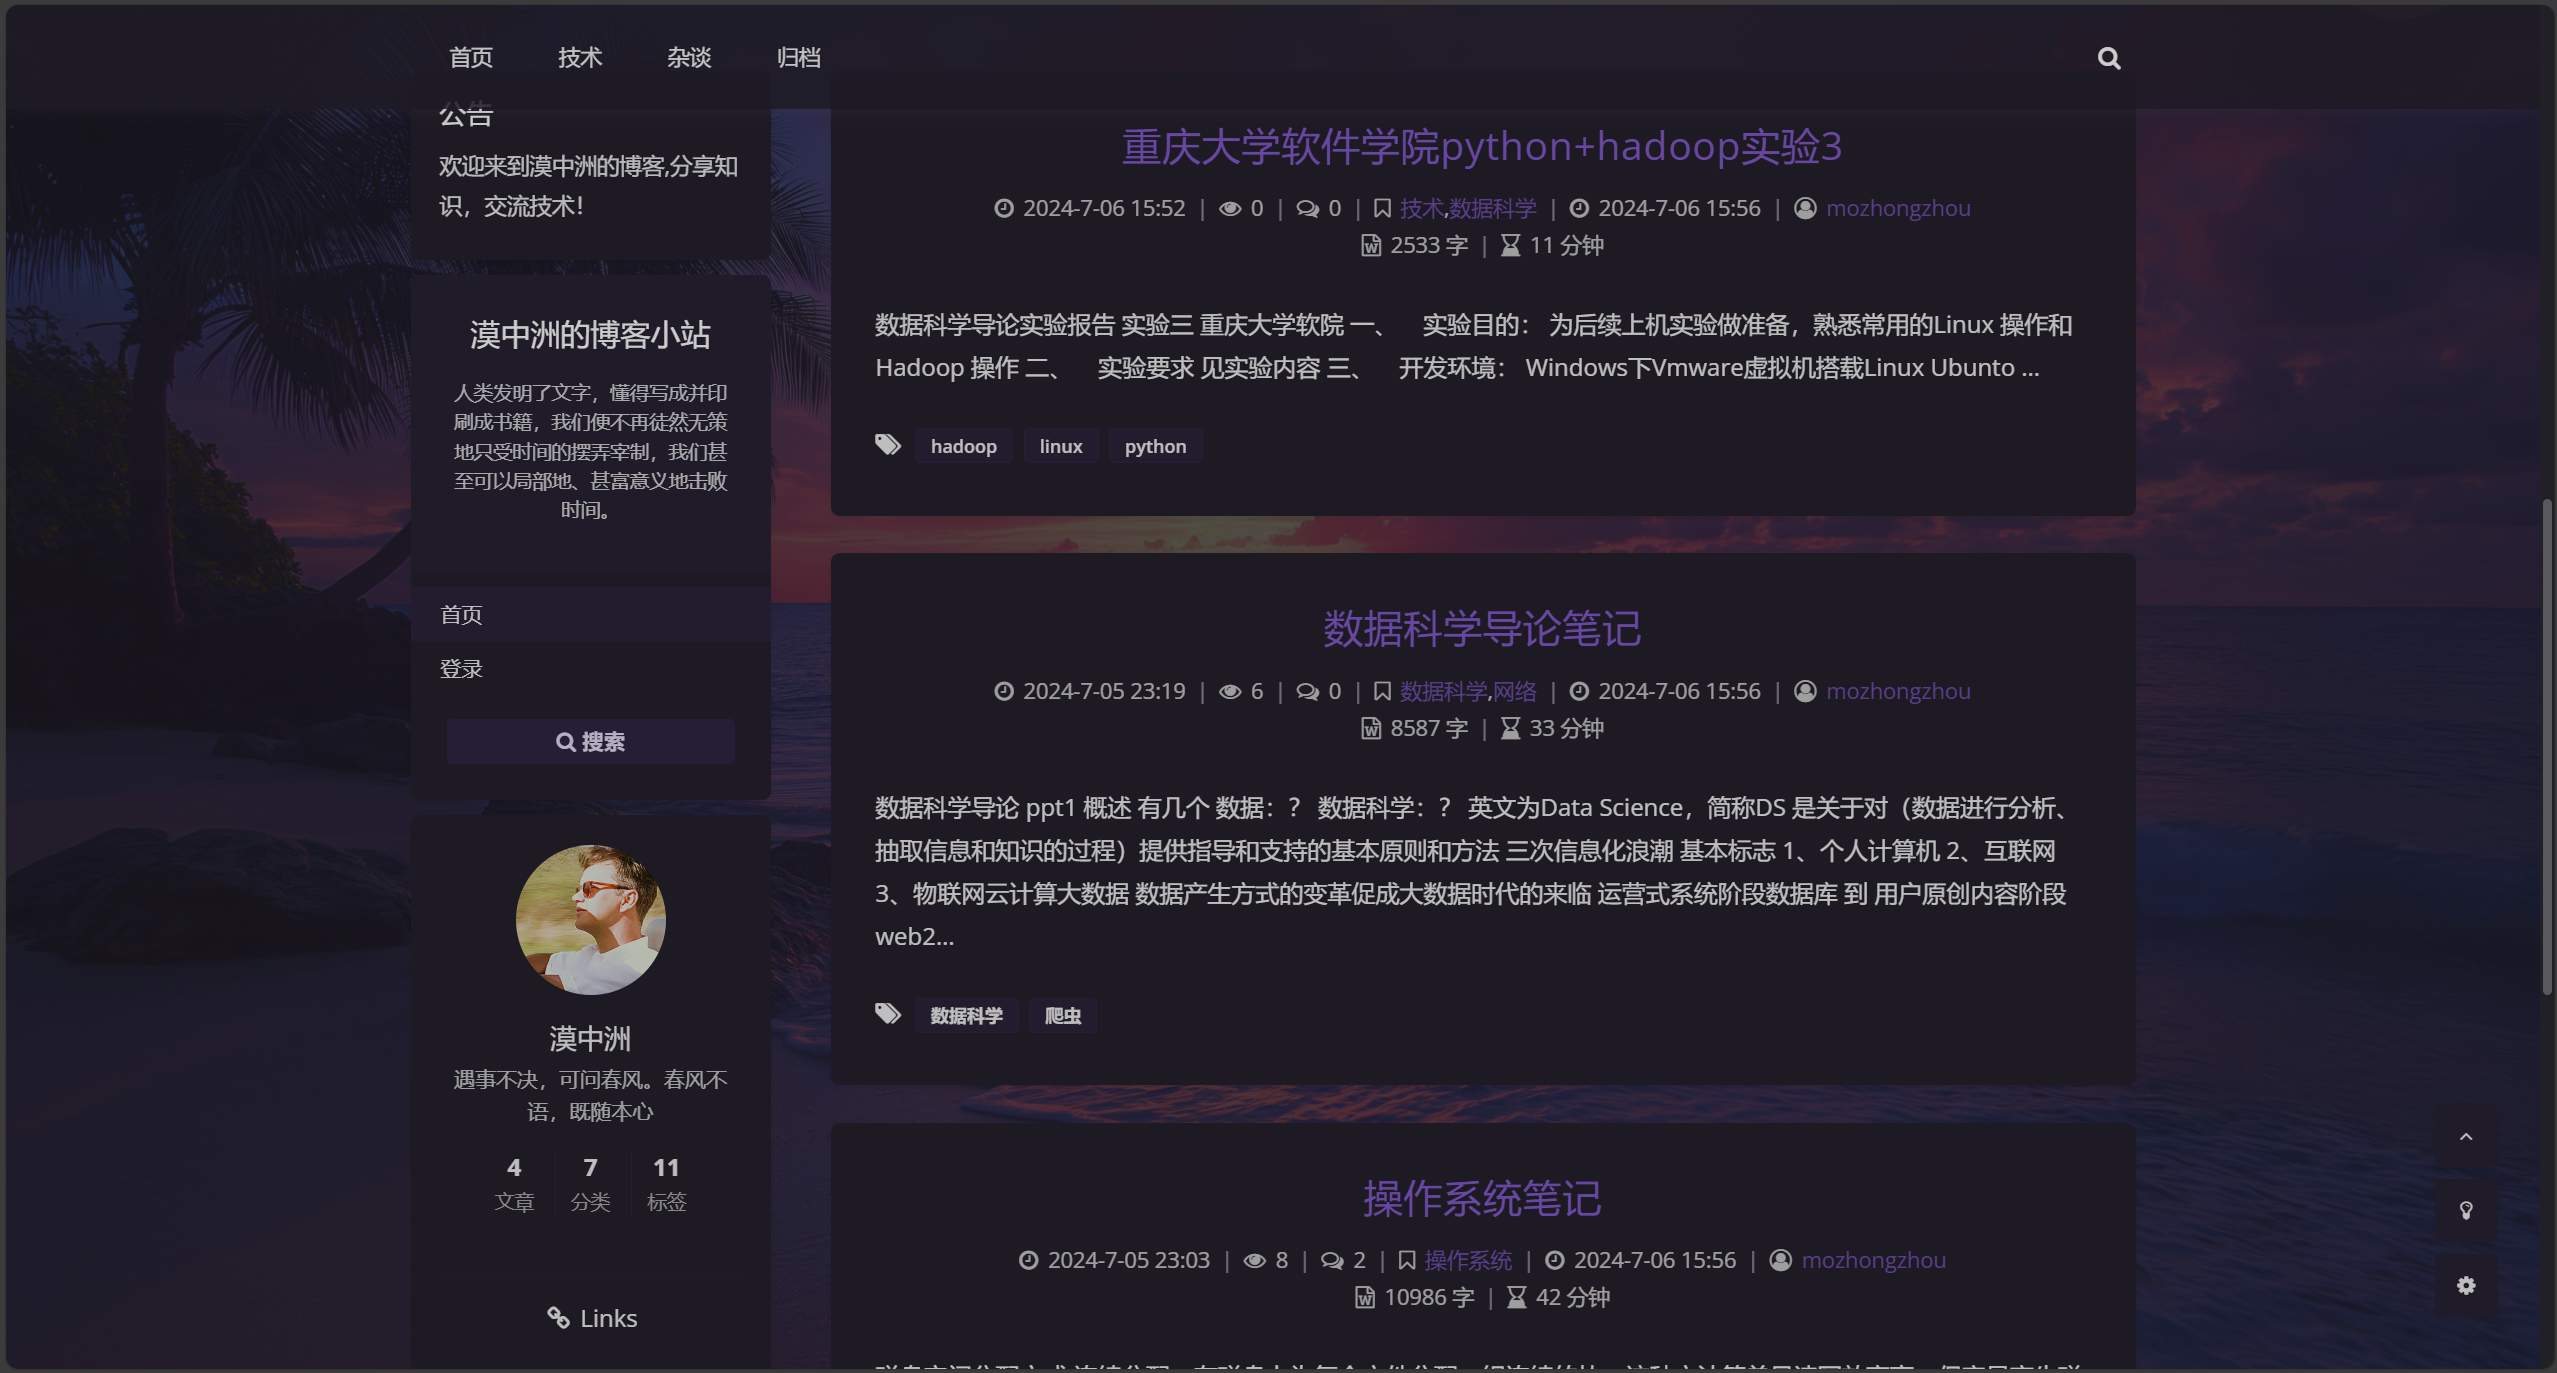 首页 技术 杂谈 归档
公告
欢迎来到漠中洲的博客,分享知
识，交流技术！
漠中洲的博客小站
人类发明了文字，懂得写成并印
刷成书籍，我们便不再徒然无策
地只受时间的摆弄宰制，我们甚
至可以局部地、甚富意义地击败
时间。
首页
登录
搜索
漠中洲
遇事不决，可问春风。春风不
语，既随本心
4 7 11
文章 分类 标签
Links
重庆大学软件学院python+hadoop实验3
2024-7-06 15:52 | 0 | 0 | 技术,数据科学 | 2024-7-06 15:56 | mozhongzhou
2533 字 | 11 分钟
数据科学导论实验报告 实验三 重庆大学软院 一、 实验目的： 为后续上机实验做准备，熟悉常用的Linux 操作和
Hadoop 操作 二、 实验要求 见实验内容 三、 开发环境： Windows下Vmware虚拟机搭载Linux Ubunto ...
hadoop linux python
数据科学导论笔记
2024-7-05 23:19 | 6 | 0 | 数据科学,网络 | 2024-7-06 15:56 | mozhongzhou
8587 字 | 33 分钟
数据科学导论 ppt1 概述 有几个 数据：？ 数据科学：？ 英文为Data Science，简称DS 是关于对（数据进行分析、
抽取信息和知识的过程）提供指导和支持的基本原则和方法 三次信息化浪潮 基本标志 1、个人计算机 2、互联网
3、物联网云计算大数据 数据产生方式的变革促成大数据时代的来临 运营式系统阶段数据库 到 用户原创内容阶段
web2...
数据科学 爬虫
操作系统笔记
2024-7-05 23:03 | 8 | 2 | 操作系统 | 2024-7-06 15:56 | mozhongzhou
10986 字 | 42 分钟